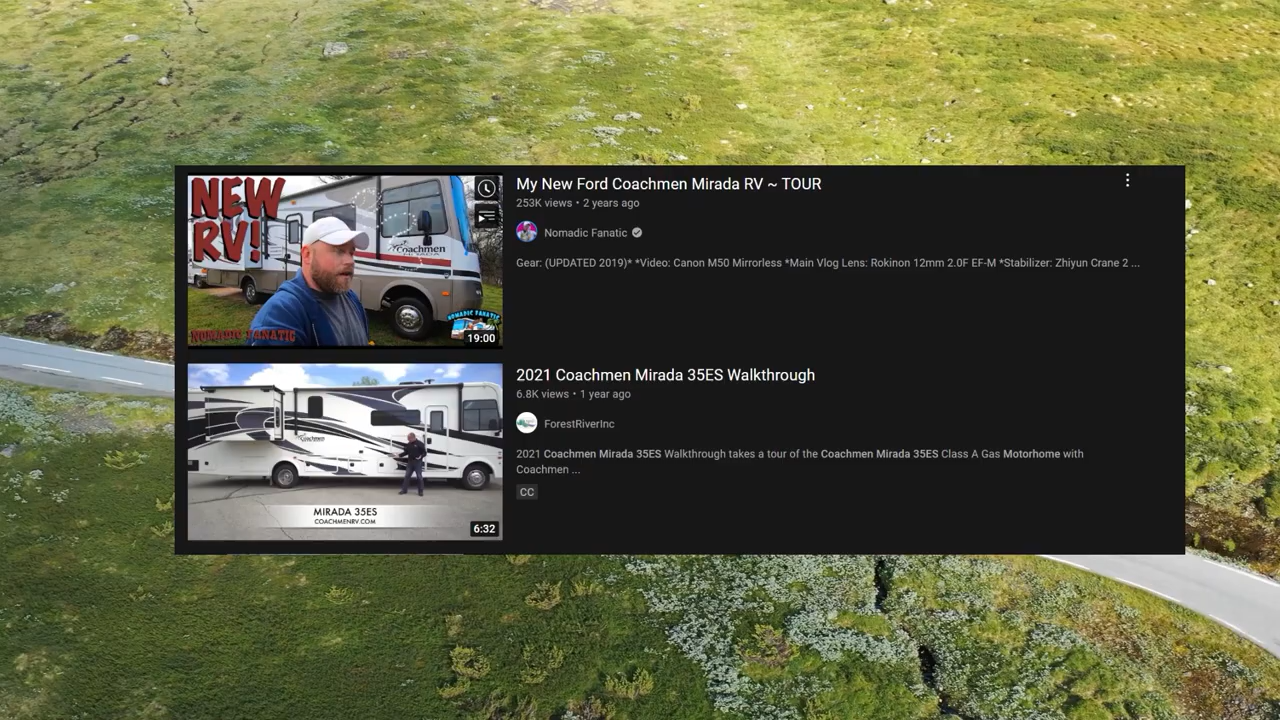 NEW
RV!
Coachmen
NOMADIC FANATIC
NOMADIC FANATIC
19:00
My New Ford Coachmen Mirada RV ~ TOUR
253K views • 2 years ago
Nomadic Fanatic
Gear: (UPDATED 2019)* *Video: Canon M50 Mirrorless *Main Vlog Lens: Rokinon 12mm 2.0F EF-M *Stabilizer: Zhiyun Crane 2 ...
Coachmen
MIRADA 35ES
COACHMENRV.COM
6:32
2021 Coachmen Mirada 35ES Walkthrough
6.8K views • 1 year ago
ForestRiverInc
2021 Coachmen Mirada 35ES Walkthrough takes a tour of the Coachmen Mirada 35ES Class A Gas Motorhome with
Coachmen ...
CC